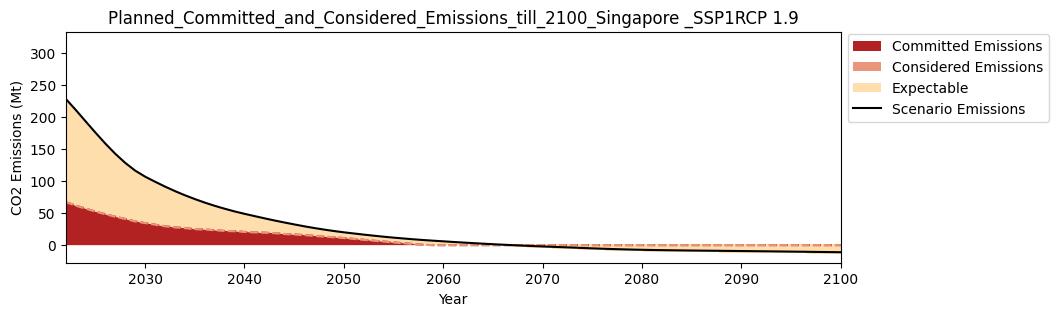 Planned_Committed_and_Considered_Emissions_till_2100_Singapore _SSP1RCP 1.9
Committed Emissions
Considered Emissions
Expectable
Scenario Emissions
CO2 Emissions (Mt)
300
250
200
150
100
50
0
2030 2040 2050 2060 2070 2080 2090 2100
Year